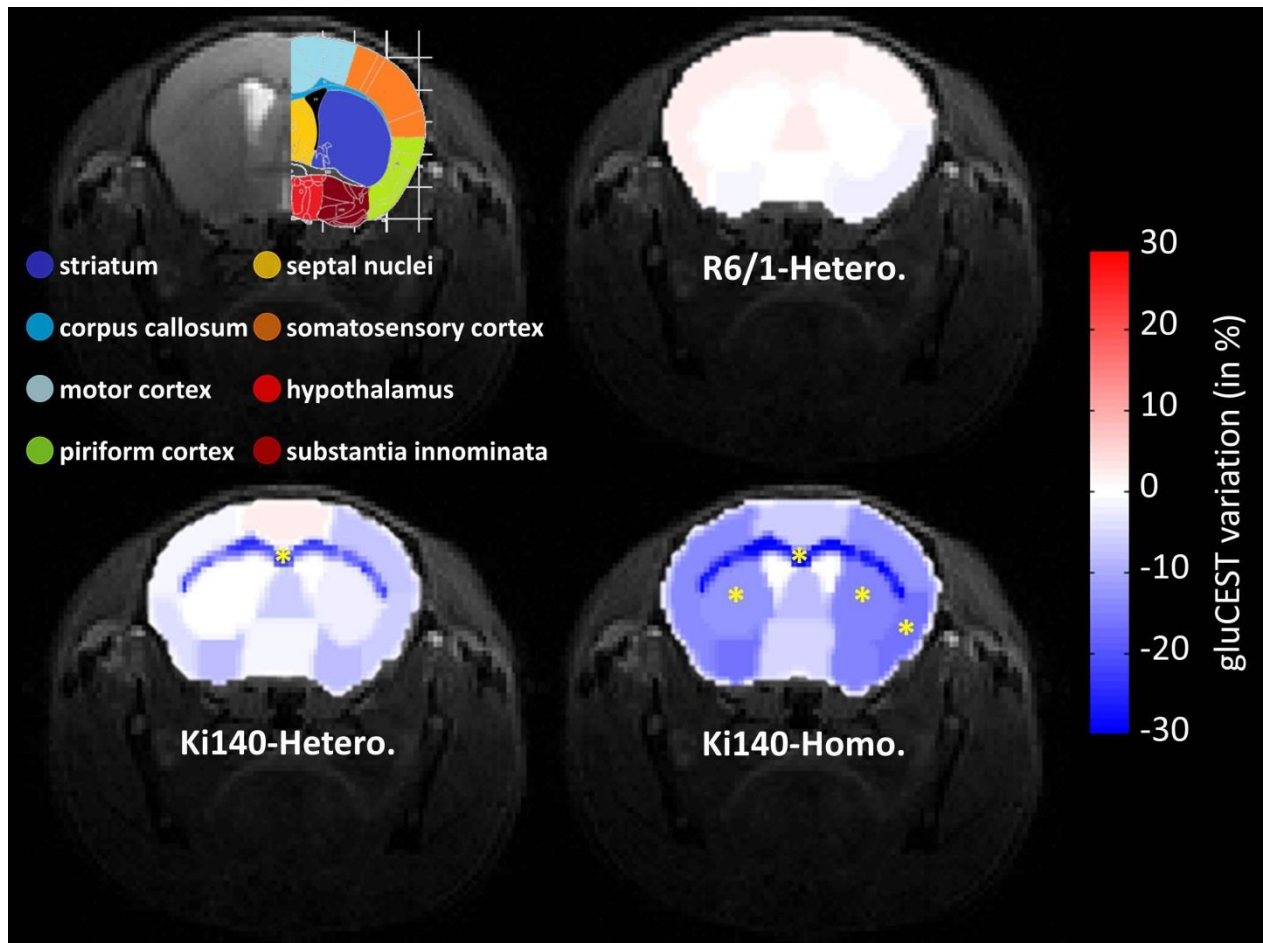 striatum
septal nuclei
corpus callosum
somatosensory cortex
motor cortex
hypothalamus
piriform cortex
substantia innominata
R6/1-Hetero.
30
20
10
0
-10
-20
-30
gluCEST variation (in %)
*
Ki140-Hetero.
*
*
*
*
Ki140-Homo.